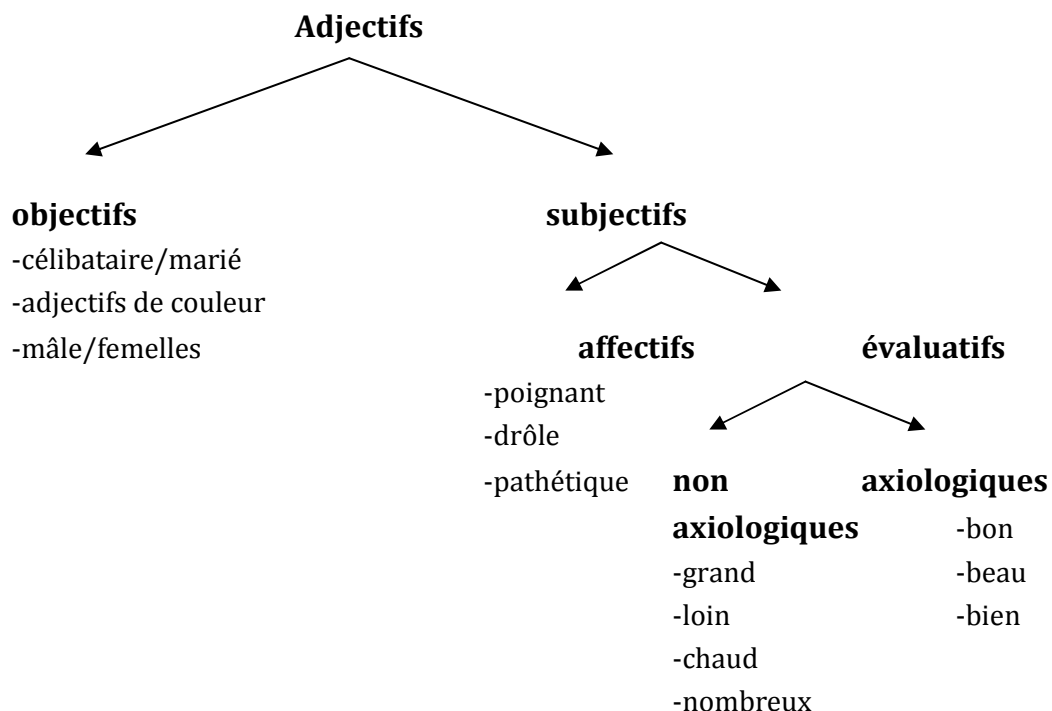 Adjectifs
objectifs
-célibataire/marié
-adjectifs de couleur
-mâle/femelles
subjectifs
affectifs
-poignant
-drôle
-pathétique
évaluatifs
non
axiologiques
-grand
-loin
-chaud
-nombreux
axiologiques
-bon
-beau
-bien